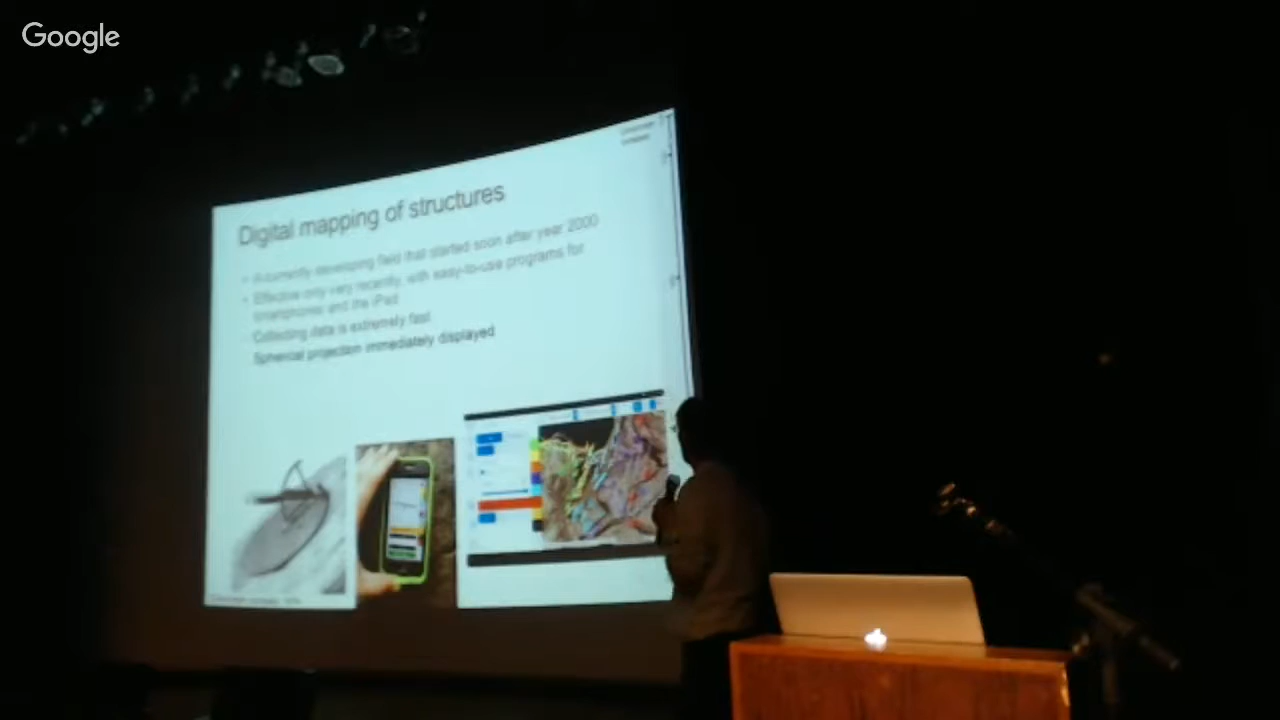 Google
Digital mapping of structures
A currently developing field that started soon after year 2000
Effective only very recently, with easy-to-use programs for
smartphones and the iPad
Collecting data is extremely fast
Spherical projection immediately displayed